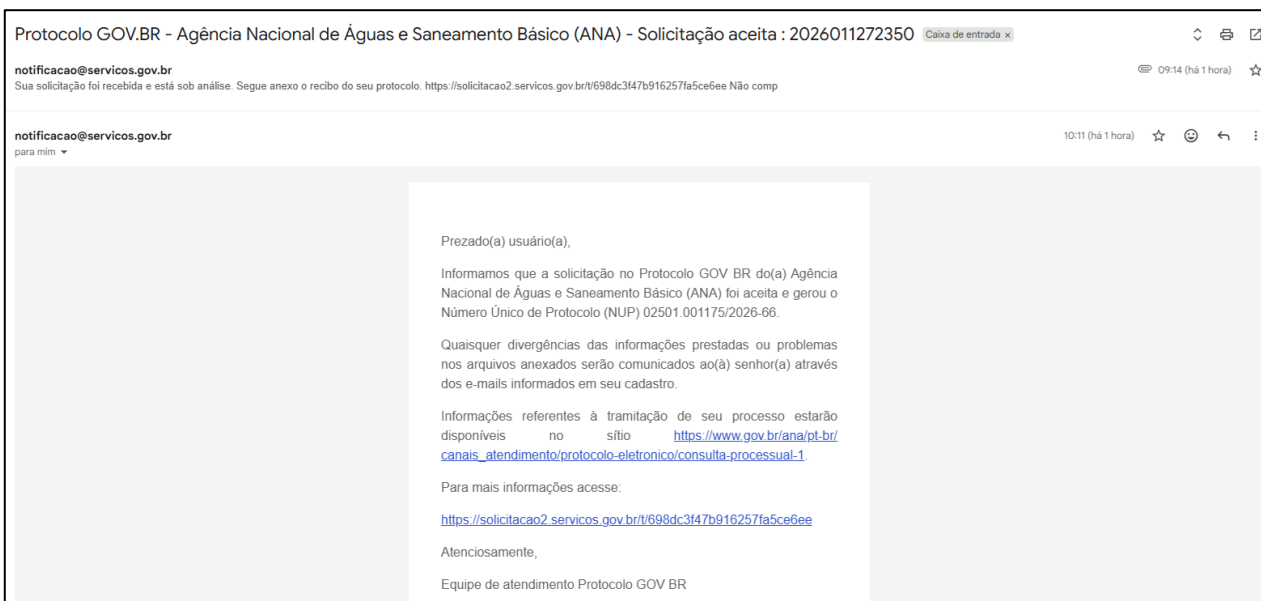 Protocolo GOV.BR - Agência Nacional de Águas e Saneamento Básico (ANA) - Solicitação aceita : 2026011272350 Caixa de entrada x
notificacao@servicos.gov.br 09:14 (há 1 hora)
Sua solicitação foi recebida e está sob análise. Segue anexo o recibo do seu protocolo. https://solicitacao2.servicos.gov.br/t/698dc3f47b916257fa5ce6ee Não comp
notificacao@servicos.gov.br 10:11 (há 1 hora)
para mim
Prezado(a) usuário(a),
Informamos que a solicitação no Protocolo GOV BR do(a) Agência
Nacional de Águas e Saneamento Básico (ANA) foi aceita e gerou o
Número Único de Protocolo (NUP) 02501.001175/2026-66.
Quaisquer divergências das informações prestadas ou problemas
nos arquivos anexados serão comunicados ao(à) senhor(a) através
dos e-mails informados em seu cadastro.
Informações referentes à tramitação de seu processo estarão
disponíveis no sítio https://www.gov.br/ana/pt-br/
canais_atendimento/protocolo-eletronico/consulta-processual-1.
Para mais informações acesse:
https://solicitacao2.servicos.gov.br/t/698dc3f47b916257fa5ce6ee
Atenciosamente,
Equipe de atendimento Protocolo GOV BR